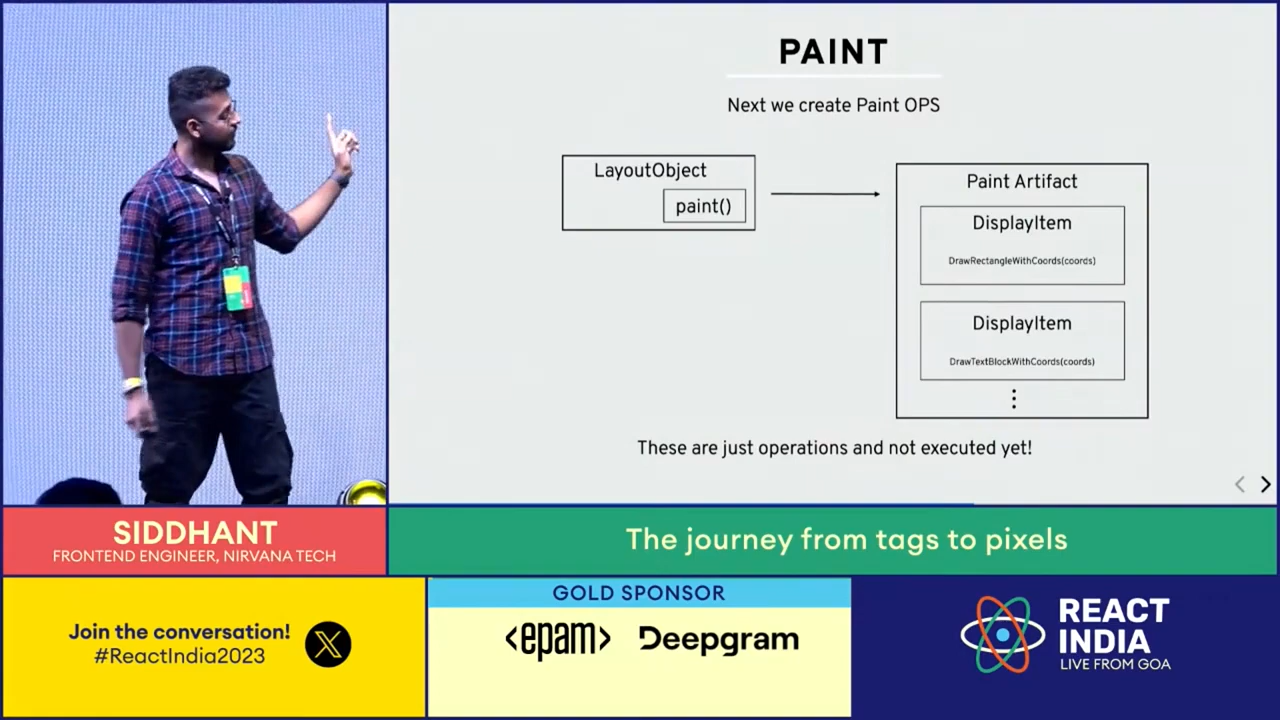 PAINT
Next we create Paint OPS
LayoutObject
paint()
Paint Artifact
DisplayItem
DrawRectangleWithCoords(coords)
DisplayItem
DrawTextBlockWithCoords(coords)
These are just operations and not executed yet!
SIDDHANT
FRONTEND ENGINEER, NIRVANA TECH
The journey from tags to pixels
Join the conversation!
#ReactIndia2023
GOLD SPONSOR
<epam>
Deepgram
REACT
INDIA
LIVE FROM GOA